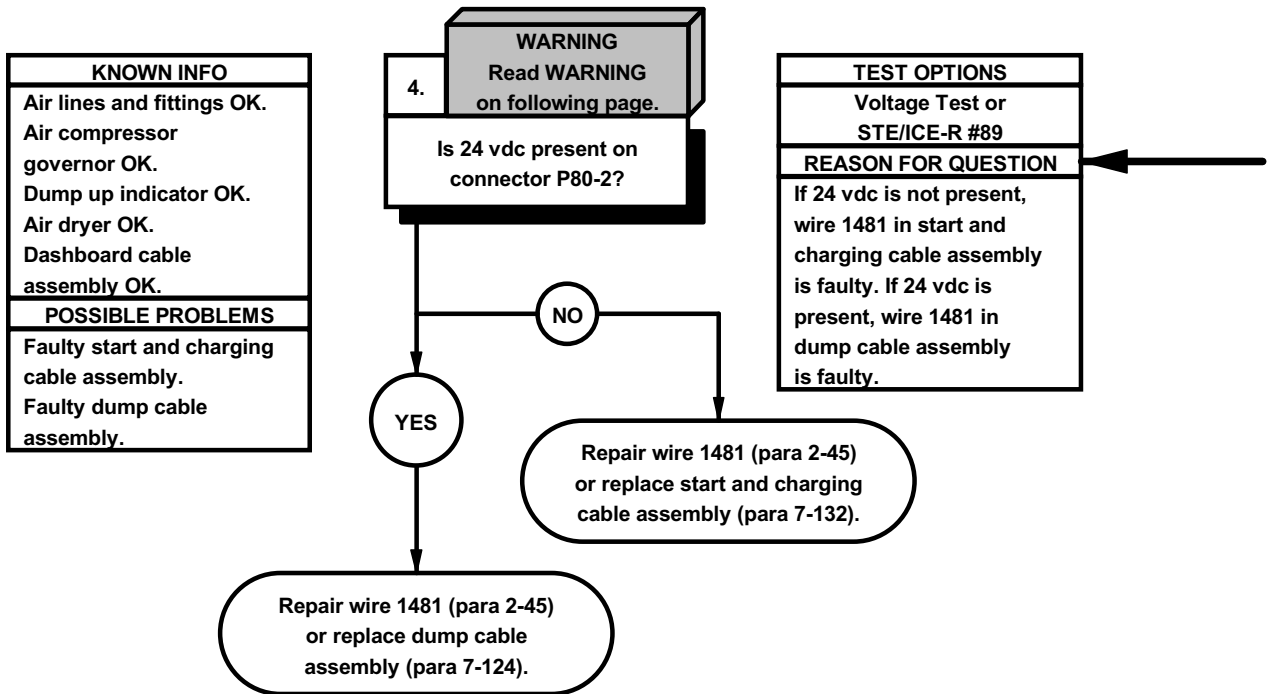 KNOWN INFO
Air lines and fittings OK.
Air compressor
governor OK.
Dump up indicator OK.
Air dryer OK.
Dashboard cable
assembly OK.
POSSIBLE PROBLEMS
Faulty start and charging
cable assembly.
Faulty dump cable
assembly.
4.
WARNING
Read WARNING
on following page.
Is 24 vdc present on
connector P80-2?
TEST OPTIONS
Voltage Test or
STE/ICE-R #89
REASON FOR QUESTION
If 24 vdc is not present,
wire 1481 in start and
charging cable assembly
is faulty. If 24 vdc is
present, wire 1481 in
dump cable assembly
is faulty.
NO
YES
Repair wire 1481 (para 2-45)
or replace start and charging
cable assembly (para 7-132).
Repair wire 1481 (para 2-45)
or replace dump cable
assembly (para 7-124).